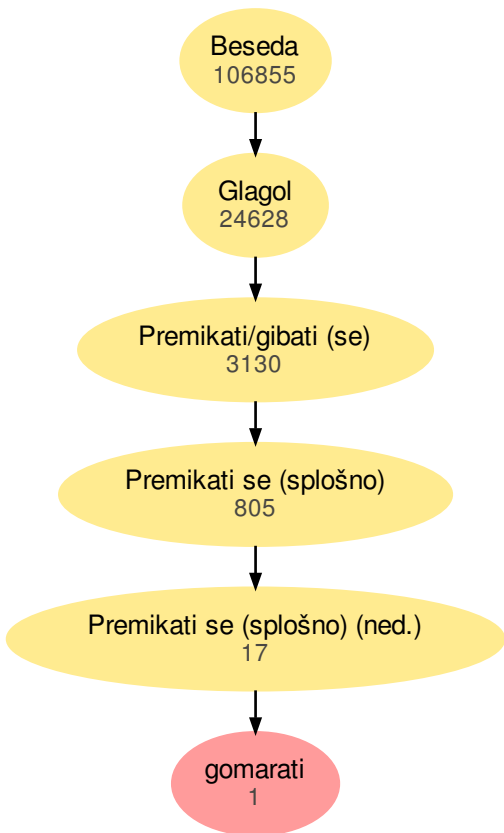 Beseda
106855
Glagol
24628
Premikati/gibati (se)
3130
Premikati se (splošno)
805
Premikati se (splošno) (ned.)
17
gomarati
1